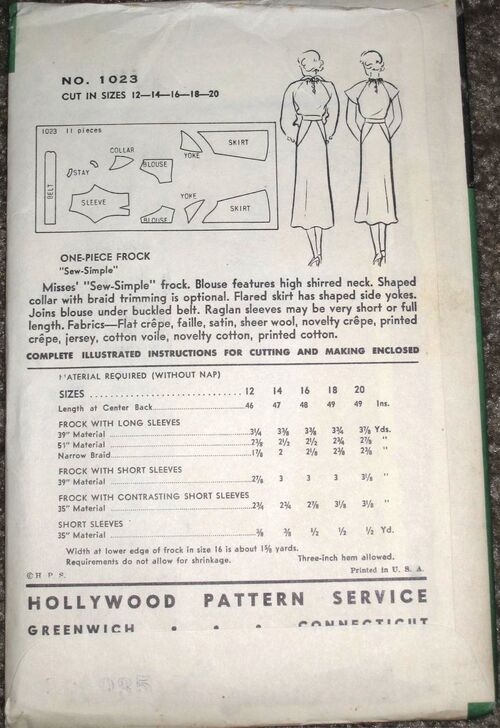 NO. 1023
CUT IN SIZES 12—14—16—18—20
1023 11 pieces
BELT
STAY
COLLAR
BLOUSE
YOKE
SKIRT
SLEEVE
BLOUSE
YOKE
SKIRT
ONE-PIECE FROCK
"Sew-Simple"
Misses' "Sew-Simple" frock. Blouse features high shirred neck. Shaped
collar with braid trimming is optional. Flared skirt has shaped side yokes.
Joins blouse under buckled belt. Raglan sleeves may be very short or full
length. Fabrics—Flat crêpe, faille, satin, sheer wool, novelty crêpe, printed
crêpe, jersey, cotton voile, novelty cotton, printed cotton.
COMPLETE ILLUSTRATED INSTRUCTIONS FOR CUTTING AND MAKING ENCLOSED
MATERIAL REQUIRED (WITHOUT NAP)
SIZES 12 14 16 18 20
Length at Center Back 46 47 48 49 49 Ins.
FROCK WITH LONG SLEEVES
39" Material 3¼ 3⅜ 3⅜ 3¾ 3⅞ Yds.
51" Material 2⅜ 2½ 2½ 2¾ 2⅞ "
Narrow Braid 1⅞ 2 2⅛ 2⅜ 2⅜ "
FROCK WITH SHORT SLEEVES
39" Material 2⅞ 3 3 3 3⅛ "
FROCK WITH CONTRASTING SHORT SLEEVES
35" Material 2¾ 2¾ 2⅞ 3⅛ 3⅛ "
SHORT SLEEVES
35" Material ⅜ ⅜ ½ ½ ½ Yd.
Width at lower edge of frock in size 16 is about 1⅝ yards.
Requirements do not allow for shrinkage. Three-inch hem allowed.
© H. P. S. Printed in U. S. A.
HOLLYWOOD PATTERN SERVICE
GREENWICH • • • CONNECTICUT